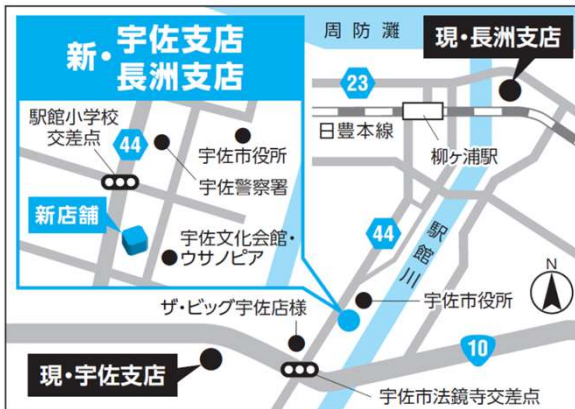 新・宇佐支店
長洲支店
駅館小学校
交差点
44
宇佐市役所
宇佐警察署
新店舗
宇佐文化会館・
ウサノピア
周防灘
現・長洲支店
23
日豊本線
柳ヶ浦駅
44
駅館川
N
宇佐市役所
ザ・ビッグ宇佐店様
現・宇佐支店
10
宇佐市法鏡寺交差点